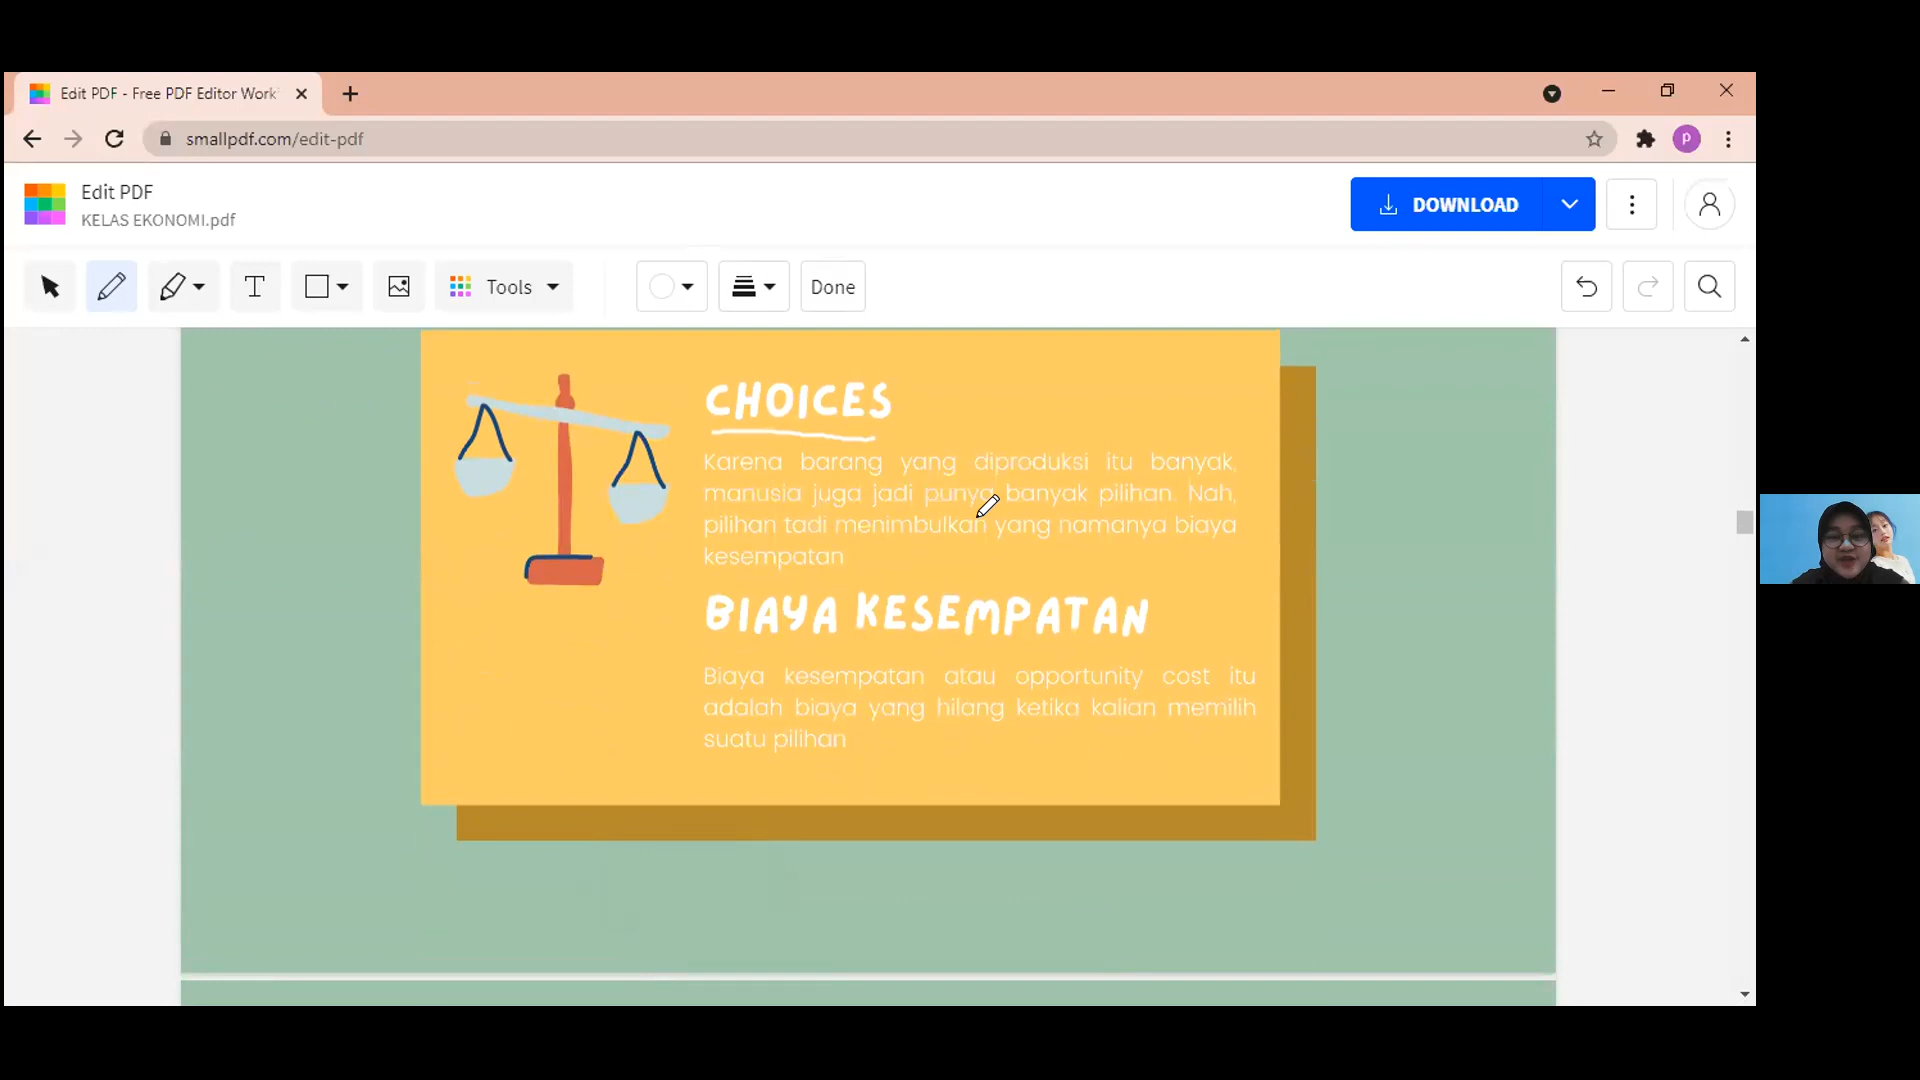 Edit PDF - Free PDF Editor Work
smallpdf.com/edit-pdf
P
Edit PDF
KELAS EKONOMI.pdf
DOWNLOAD
T
Tools
Done
CHOICES
Karena barang yang diproduksi itu banyak,
manusia juga jadi punya banyak pilihan. Nah,
pilihan tadi menimbulkan yang namanya biaya
kesempatan
BIAYA KESEMPATAN
Biaya kesempatan atau opportunity cost itu
adalah biaya yang hilang ketika kalian memilih
suatu pilihan